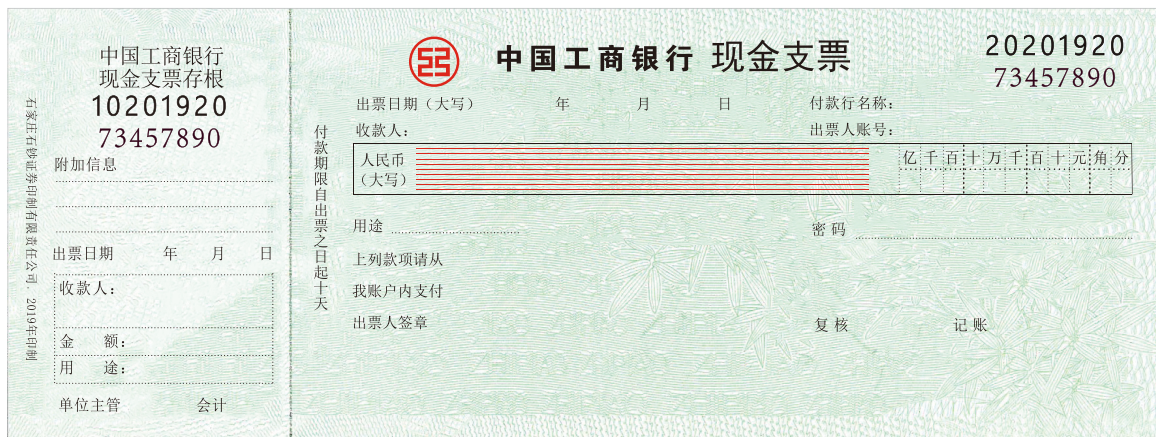 中国工商银行
现金支票存根
10201920
73457890
附加信息
出票日期 年 月 日
收款人：
金 额：
用 途：
单位主管 会计
石家庄石钞证券印制有限责任公司．2019年印制
中国工商银行 现金支票
20201920
73457890
出票日期（大写） 年 月 日 付款行名称：
收款人： 出票人账号：
人民币
（大写）
亿千百十万千百十元角分
用途 密码
上列款项请从
我账户内支付
出票人签章
复核 记账
付款期限自出票之日起十天